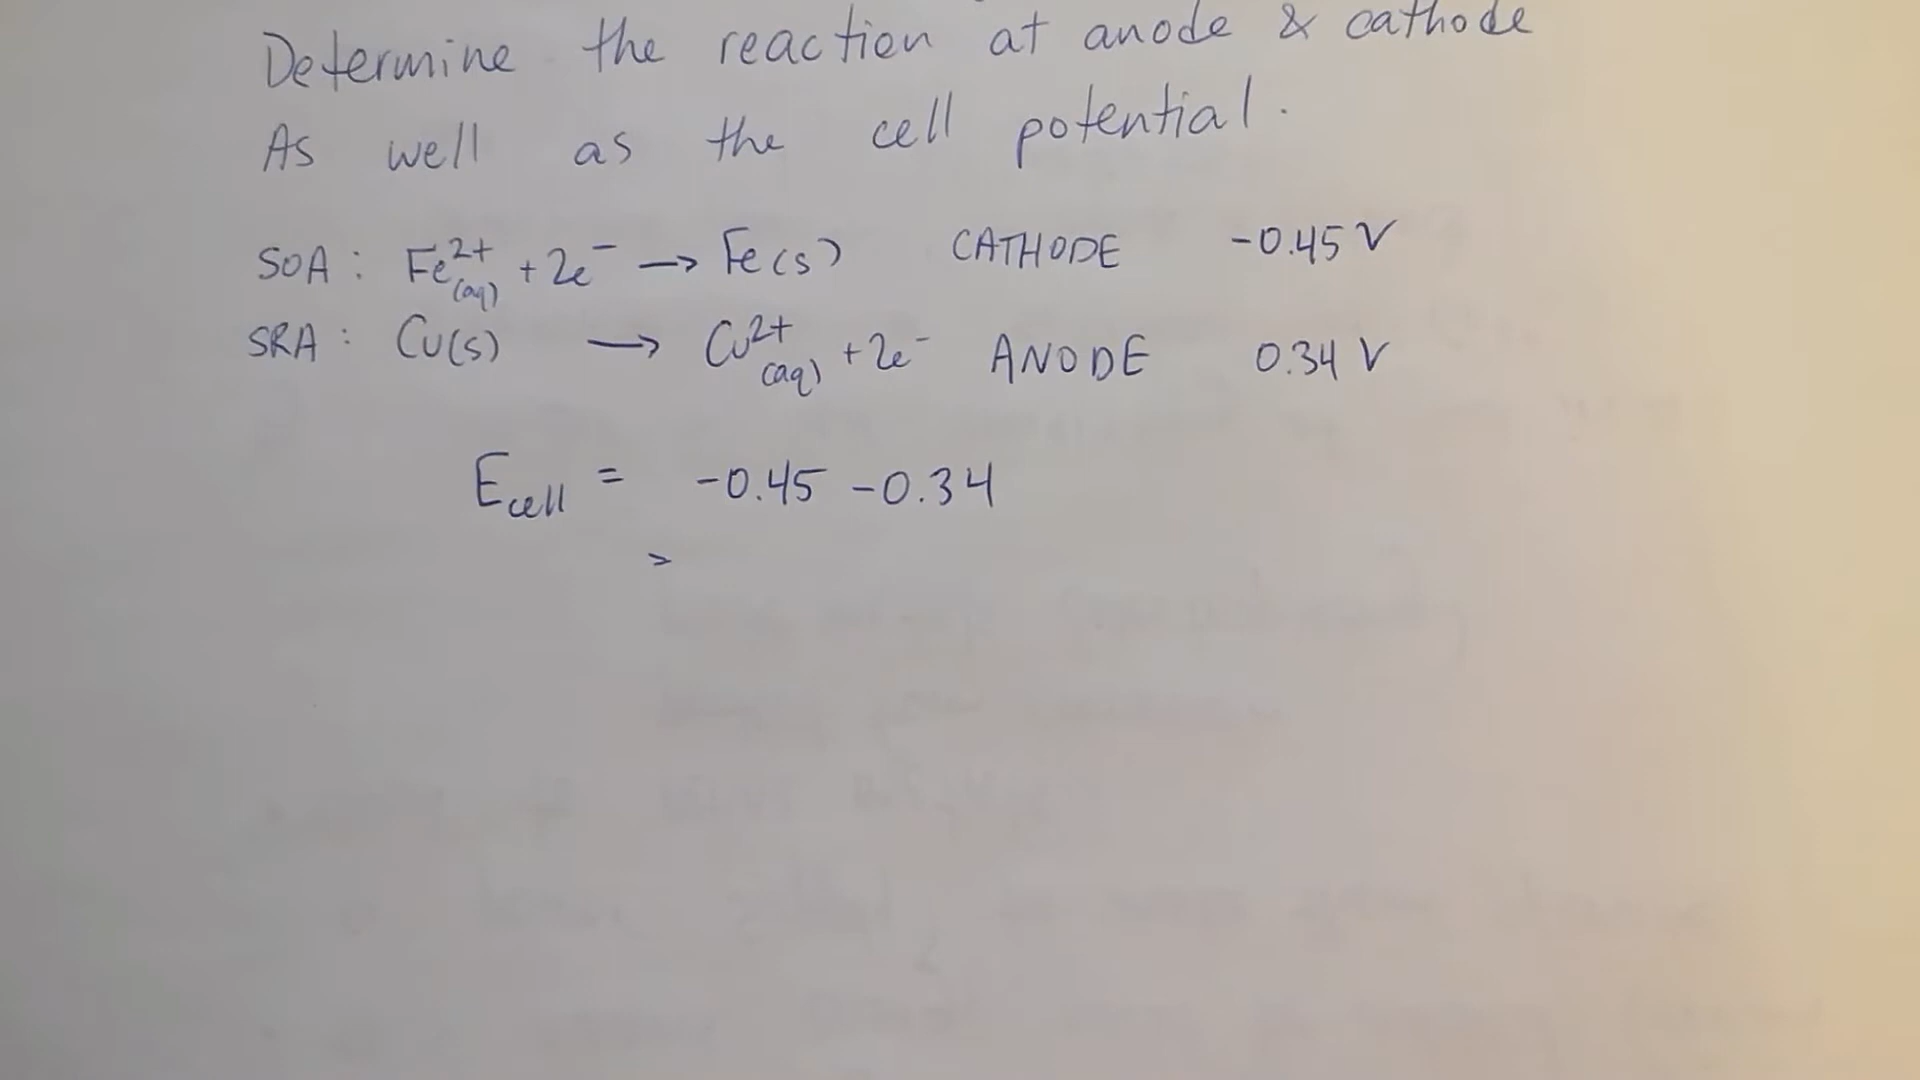 Determine the reaction at anode & cathode
As well as the cell potential.
SOA: Fe²⁺(aq) + 2e⁻ → Fe(s) CATHODE -0.45 V
SRA: Cu(s) → Cu²⁺(aq) + 2e⁻ ANODE 0.34 V
Ecell = -0.45 -0.34
=